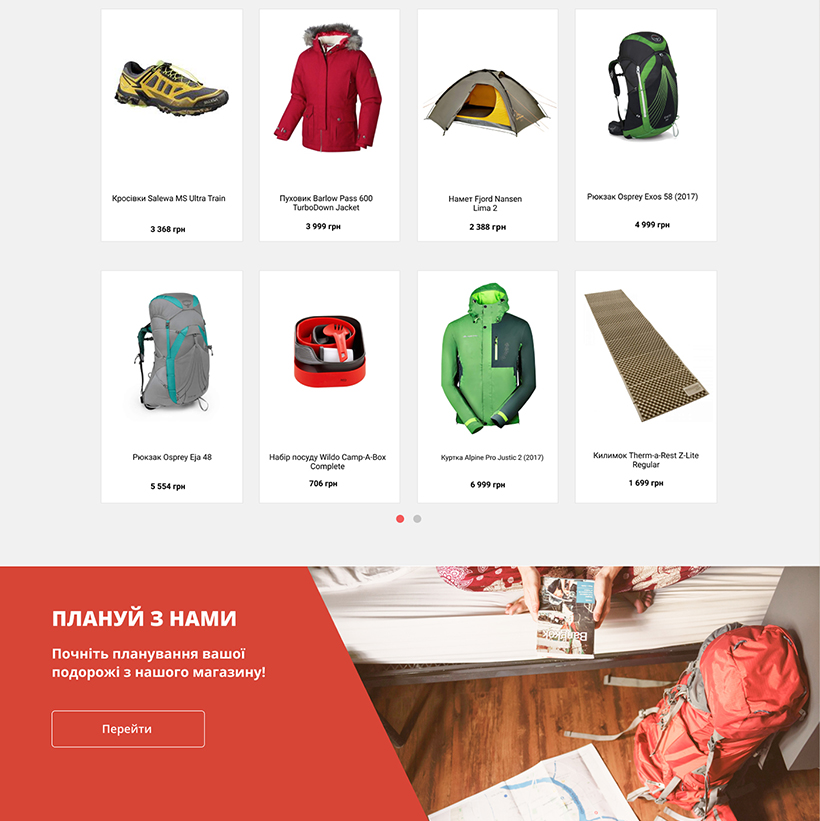 Кросівки Salewa MS Ultra Train
3 368 грн
Пуховик Barlow Pass 600
TurboDown Jacket
3 999 грн
Намет Fjord Nansen
Lima 2
2 388 грн
Рюкзак Osprey Exos 58 (2017)
4 999 грн
Рюкзак Osprey Eja 48
5 554 грн
Набір посуду Wildo Camp-A-Box
Complete
706 грн
Куртка Alpine Pro Justic 2 (2017)
6 999 грн
Килимок Therm-a-Rest Z-Lite
Regular
1 699 грн
ПЛАНУЙ З НАМИ
Почніть планування вашої
подорожі з нашого магазину!
Перейти
Bangkok